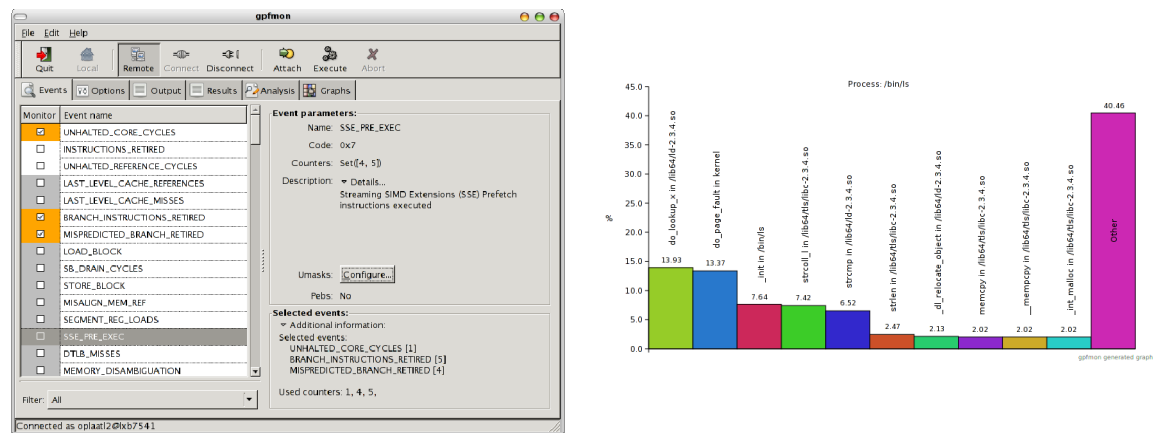 gpfmon
File Edit Help
Quit Local Remote Connect Disconnect Attach Execute Abort
Events Options Output Results Analysis Graphs
Monitor Event name
UNHALTED_CORE_CYCLES
INSTRUCTIONS_RETIRED
UNHALTED_REFERENCE_CYCLES
LAST_LEVEL_CACHE_REFERENCES
LAST_LEVEL_CACHE_MISSES
BRANCH_INSTRUCTIONS_RETIRED
MISPREDICTED_BRANCH_RETIRED
LOAD_BLOCK
SB_DRAIN_CYCLES
STORE_BLOCK
MISALIGN_MEM_REF
SEGMENT_REG_LOADS
SSE_PRE_EXEC
DTLB_MISSES
MEMORY_DISAMBIGUATION
Filter: All
Event parameters:
Name: SSE_PRE_EXEC
Code: 0x7
Counters: Set([4, 5])
Description: Details...
Streaming SIMD Extensions (SSE) Prefetch
instructions executed
Umasks: Configure...
Pebs: No
Selected events:
Additional information:
Selected events:
UNHALTED_CORE_CYCLES [1]
BRANCH_INSTRUCTIONS_RETIRED [5]
MISPREDICTED_BRANCH_RETIRED [4]
Used counters: 1, 4, 5,
Connected as oplaatl2@lxb7541
Process: /bin/ls
%
45.0
40.0
35.0
30.0
25.0
20.0
15.0
10.0
5.0
0.0
do_lookup_x in /lib64/ld-2.3.4.so
do_page_fault in kernel
_init in /bin/ls
strcoll_l in /lib64/tls/libc-2.3.4.so
strcmp in /lib64/ld-2.3.4.so
strlen in /lib64/tls/libc-2.3.4.so
_dl_relocate_object in /lib64/ld-2.3.4.so
memcpy in /lib64/tls/libc-2.3.4.so
__mempcpy in /lib64/tls/libc-2.3.4.so
_int_malloc in /lib64/tls/libc-2.3.4.so
Other
13.93
13.37
7.64
7.42
6.52
2.47
2.13
2.02
2.02
2.02
40.46
gpfmon generated graph